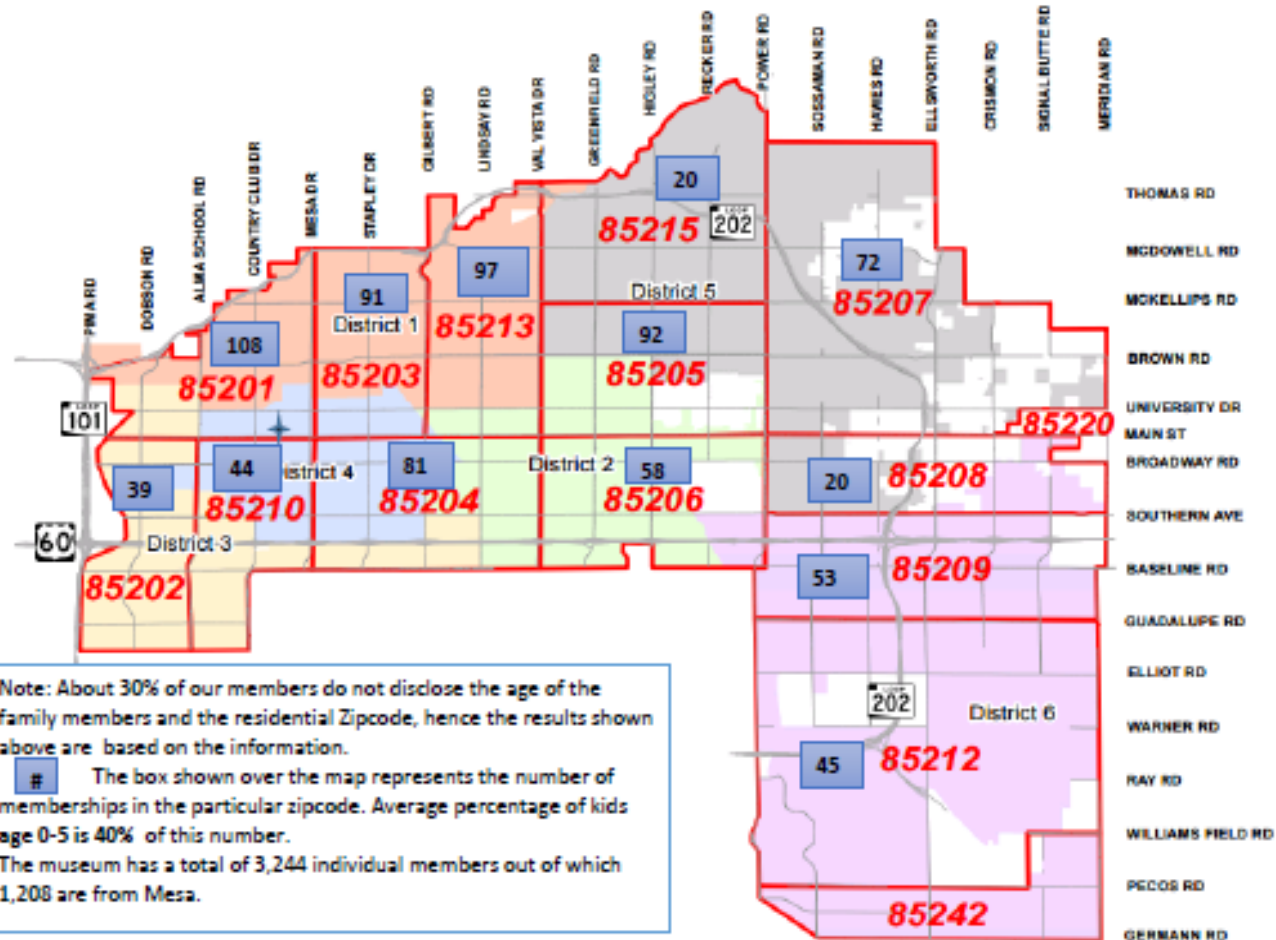 PIMA RD
DOBSON RD
ALMA SCHOOL RD
COUNTRY CLUB DR
MESA DR
STAPLEY DR
GILBERT RD
LINDSAY RD
VAL VISTA DR
GREENFIELD RD
HIGLEY RD
RECKER RD
POWER RD
SOSSAMAN RD
HAWES RD
ELLSWORTH RD
CRISMON RD
SIGNAL BUTTE RD
MERIDIAN RD
THOMAS RD
20
85215
LOOP
202
MCDOWELL RD
72
85207
97
85213
District 5
MCKELLIPS RD
91
District 1
85203
108
85201
92
85205
BROWN RD
LOOP
101
UNIVERSITY DR
85220
MAIN ST
BROADWAY RD
39
44
istrict 4
85210
81
85204
District 2
58
85206
20
85208
SOUTHERN AVE
60
District 3
85202
53
85209
BASELINE RD
GUADALUPE RD
ELLIOT RD
LOOP
202
District 6
WARNER RD
45
85212
RAY RD
WILLIAMS FIELD RD
PECOS RD
85242
GERMANN RD
Note: About 30% of our members do not disclose the age of the
family members and the residential Zipcode, hence the results shown
above are based on the information.
# The box shown over the map represents the number of
memberships in the particular zipcode. Average percentage of kids
age 0-5 is 40% of this number.
The museum has a total of 3,244 individual members out of which
1,208 are from Mesa.